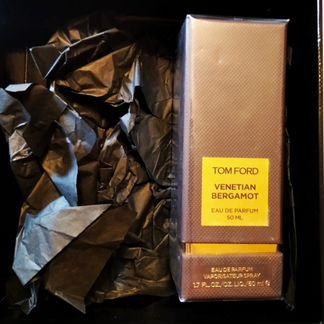 TOM FORD
VENETIAN
BERGAMOT
EAU DE PARFUM
50 ML
EAU DE PARFUM
VAPORISATEUR SPRAY
1.7 FL.OZ./OZ.LIQ./50 ml ℮